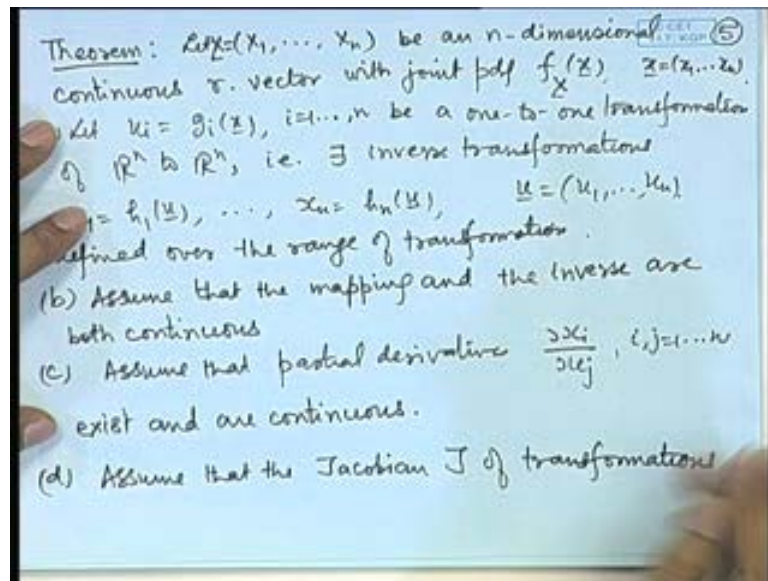 Theorem: Let X=(X1,..., Xn) be an n-dimensional
continuous r. vector with joint pdf f_X(x), x=(x1...xn).
Let ui = gi(x), i=1...,n be a one-to-one transformation
of Rⁿ to Rⁿ, i.e. ∃ inverse transformations
= h1(u), ..., xn= hn(u), u=(u1,...,un)
defined over the range of transformation.
(b) Assume that the mapping and the inverse are
both continuous
(c) Assume that partial derivative ∂xi/∂uj, i,j=1...n
exist and are continuous.
(d) Assume that the Jacobian J of transformations
5